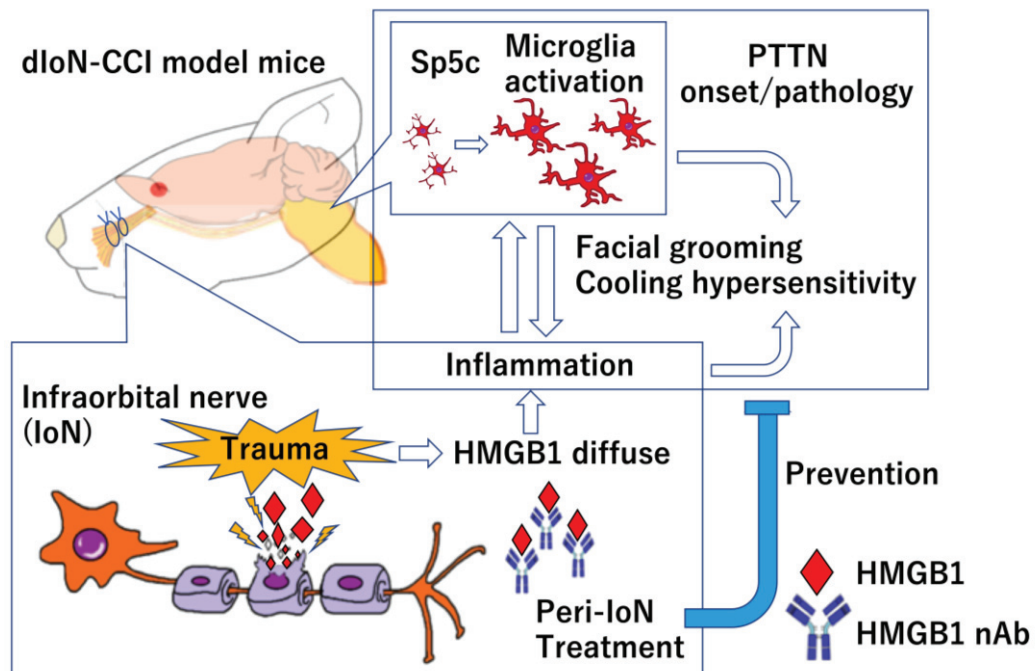 dIoN-CCI model mice
Sp5c
Microglia
activation
PTTN
onset/pathology
Facial grooming
Cooling hypersensitivity
Inflammation
Infraorbital nerve
(IoN)
Trauma
HMGB1 diffuse
Prevention
Peri-IoN
Treatment
HMGB1
HMGB1 nAb